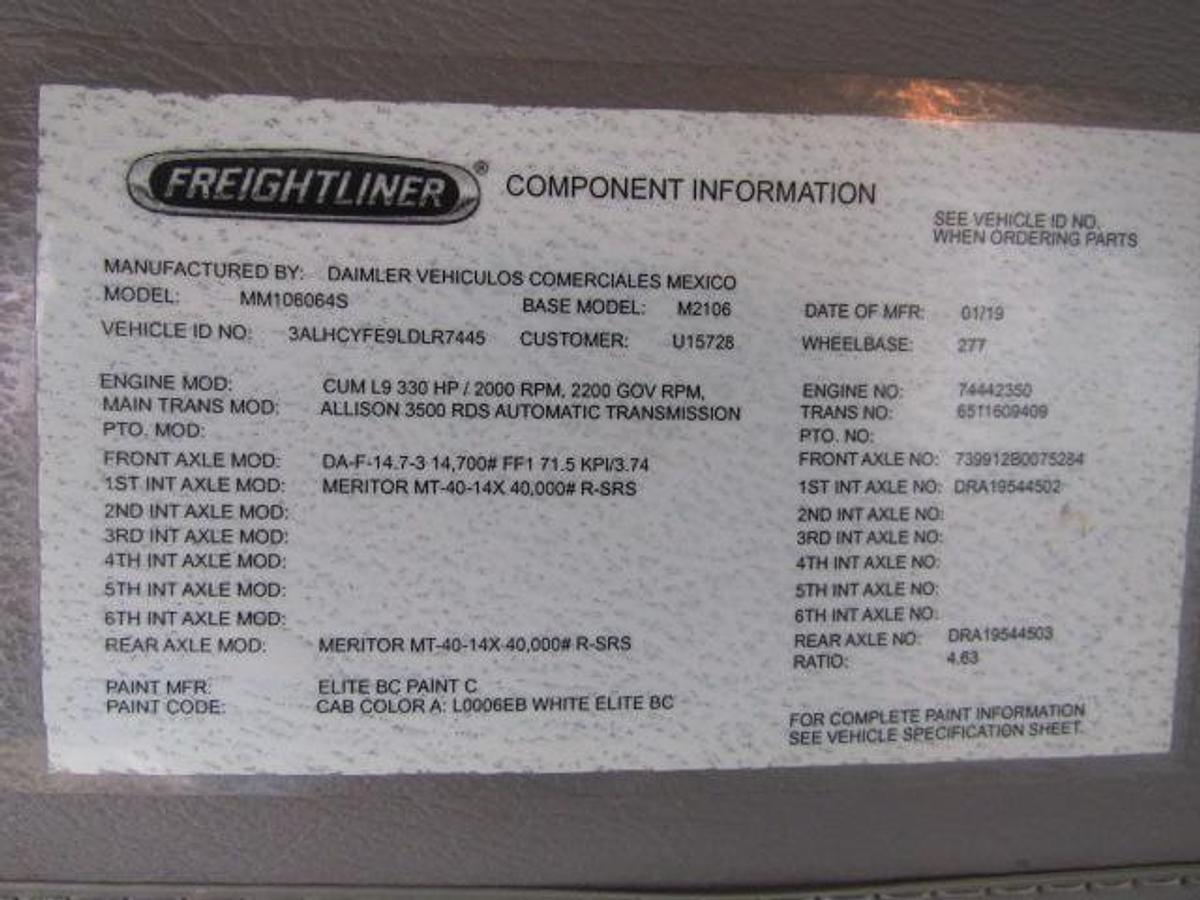 FREIGHTLINER® COMPONENT INFORMATION
SEE VEHICLE ID NO.
WHEN ORDERING PARTS
MANUFACTURED BY: DAIMLER VEHICULOS COMERCIALES MEXICO
MODEL: MM106064S BASE MODEL: M2106 DATE OF MFR: 01/19
VEHICLE ID NO: 3ALHCYFE9LDLR7445 CUSTOMER: U15728 WHEELBASE: 277
ENGINE MOD: CUM L9 330 HP / 2000 RPM, 2200 GOV RPM, ENGINE NO: 74442350
MAIN TRANS MOD: ALLISON 3500 RDS AUTOMATIC TRANSMISSION TRANS NO: 6511609409
PTO. MOD: PTO. NO:
FRONT AXLE MOD: DA-F-14.7-3 14,700# FF1 71.5 KPI/3.74 FRONT AXLE NO: 739912B0075284
1ST INT AXLE MOD: MERITOR MT-40-14X 40,000# R-SRS 1ST INT AXLE NO: DRA19544502
2ND INT AXLE MOD: 2ND INT AXLE NO:
3RD INT AXLE MOD: 3RD INT AXLE NO:
4TH INT AXLE MOD: 4TH INT AXLE NO:
5TH INT AXLE MOD: 5TH INT AXLE NO:
6TH INT AXLE MOD: 6TH INT AXLE NO:
REAR AXLE MOD: MERITOR MT-40-14X 40,000# R-SRS REAR AXLE NO: DRA19544503
RATIO: 4.63
PAINT MFR: ELITE BC PAINT C
PAINT CODE: CAB COLOR A: L0006EB WHITE ELITE BC
FOR COMPLETE PAINT INFORMATION
SEE VEHICLE SPECIFICATION SHEET.